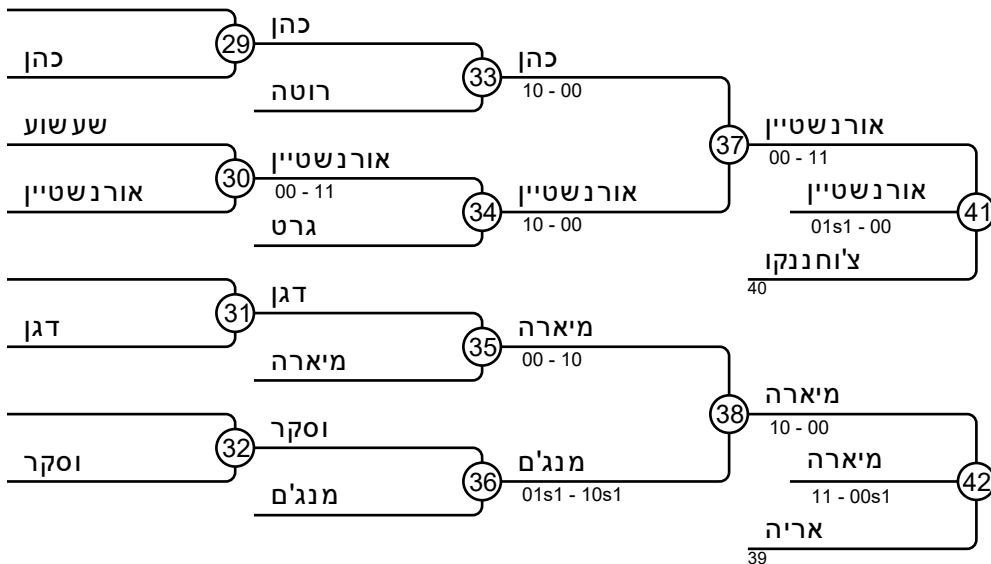 כהן
29
כהן
רוטה
33
כהן
10 - 00
שעשוע
אורנשטיין
30
אורנשטיין
00 - 11
גרט
34
אורנשטיין
10 - 00
37
אורנשטיין
00 - 11
אורנשטיין
01s1 - 00
41
צ'וחננקו
40
דגן
31
דגן
מיארה
35
מיארה
00 - 10
וסקר
32
וסקר
מנג'ם
36
מנג'ם
01s1 - 10s1
38
מיארה
10 - 00
מיארה
11 - 00s1
42
אריה
39